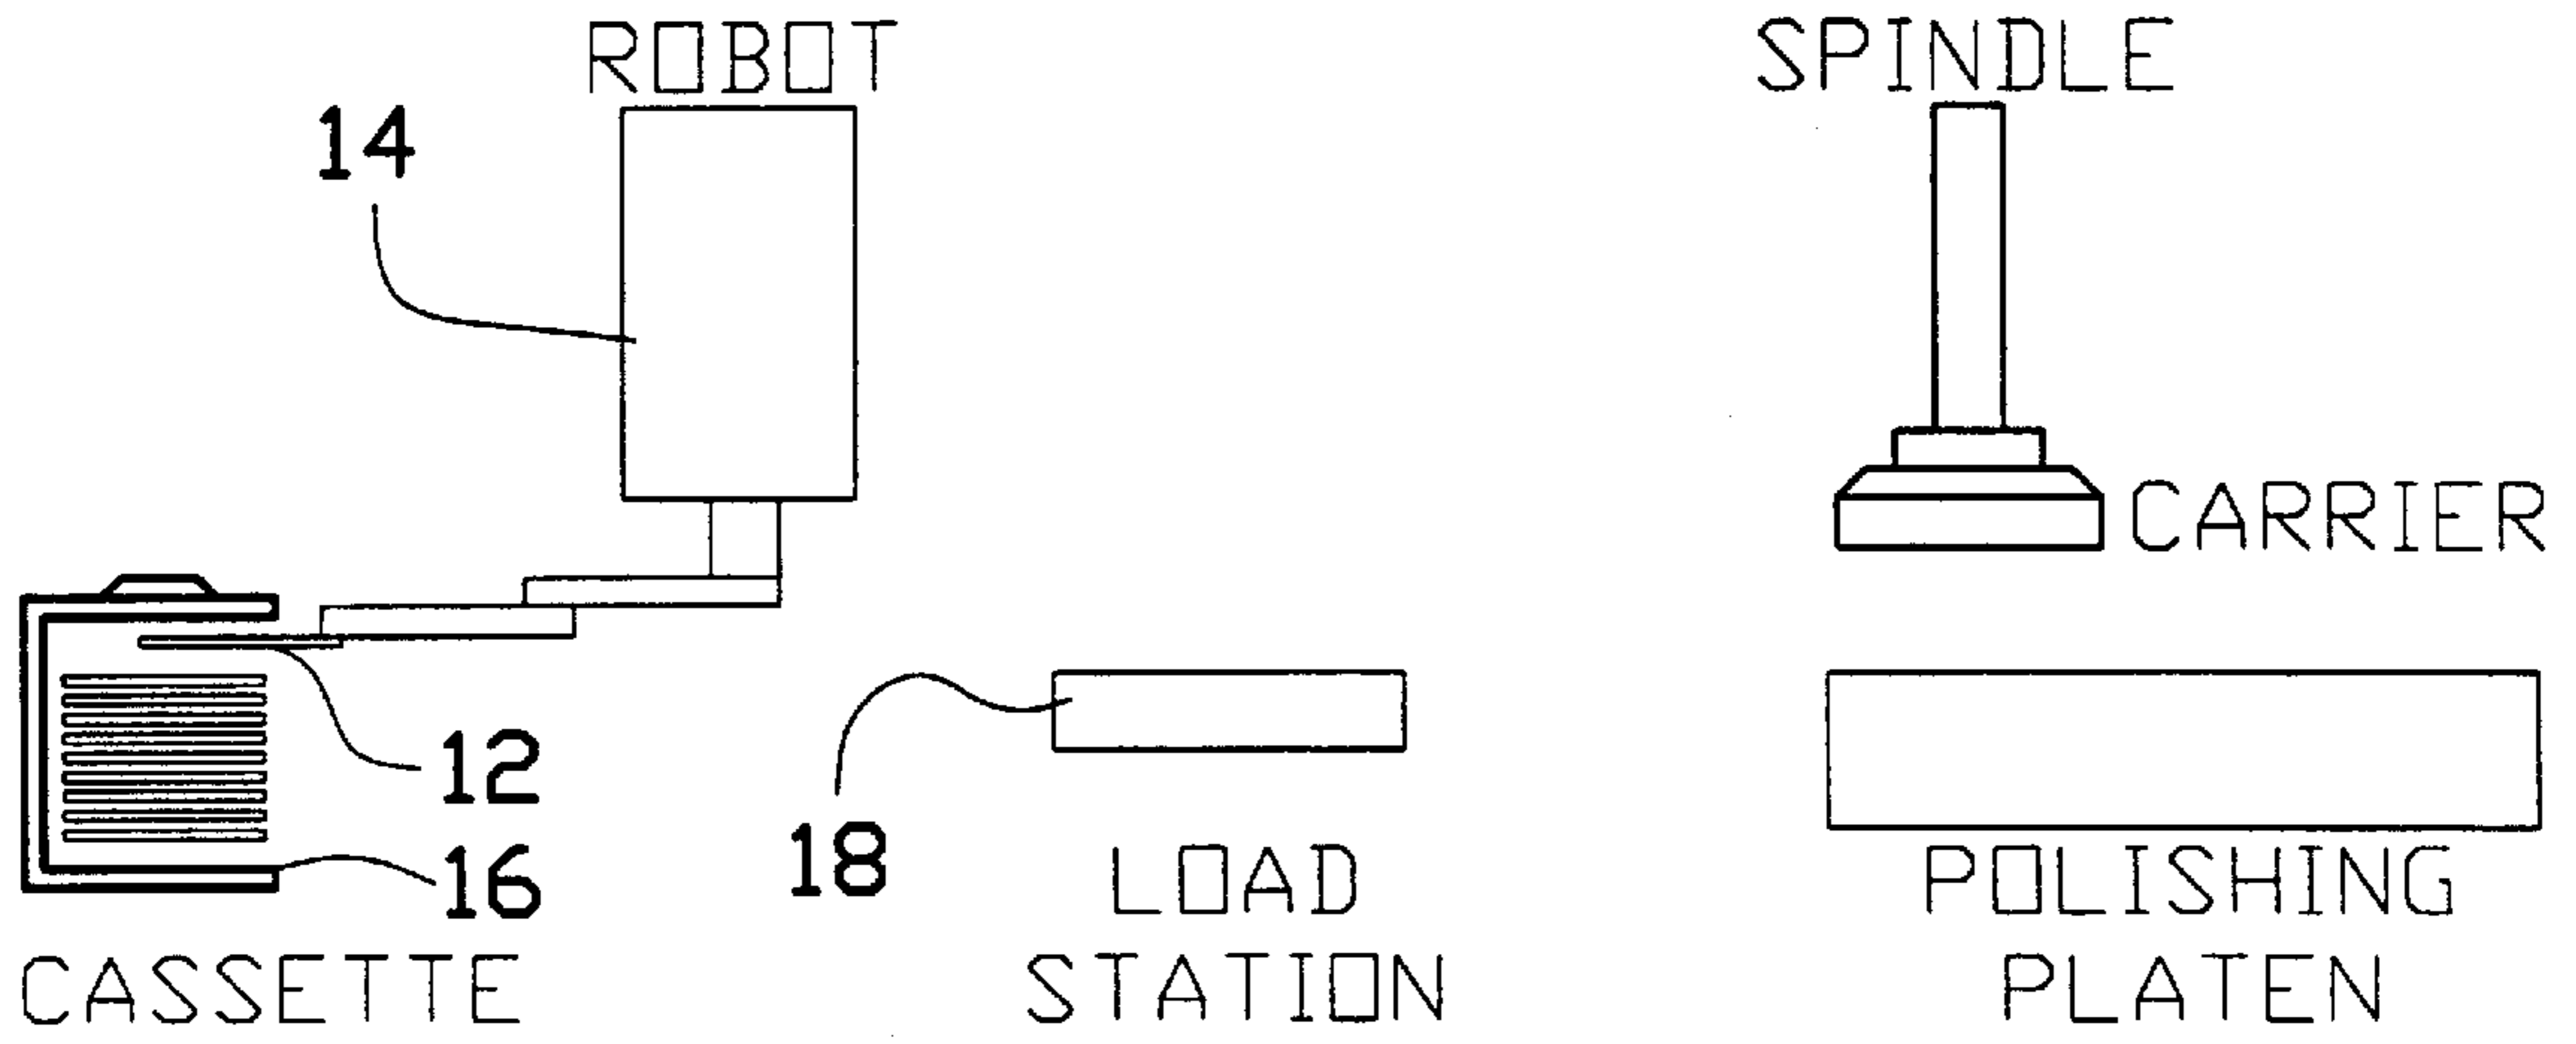 ROBOT
SPINDLE
14
CARRIER
12
18
16
LOAD
STATION
POLISHING
PLATEN
CASSETTE